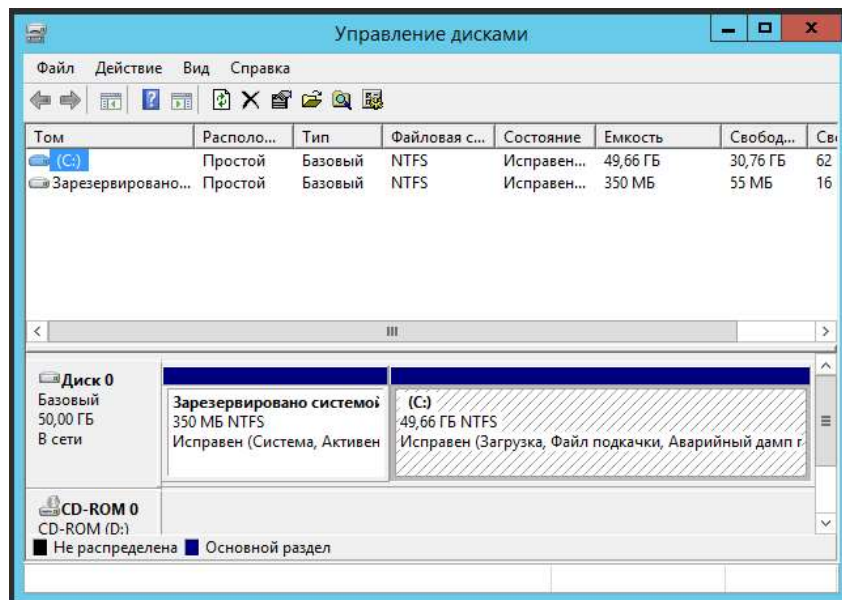 Управление дисками
Файл Действие Вид Справка
Том Располо... Тип Файловая с... Состояние Емкость Свобод... Сво
(C:) Простой Базовый NTFS Исправен... 49,66 ГБ 30,76 ГБ 62
Зарезервировано... Простой Базовый NTFS Исправен... 350 МБ 55 МБ 16
Диск 0
Базовый
50,00 ГБ
В сети
Зарезервировано системой
350 МБ NTFS
Исправен (Система, Активен
(C:)
49,66 ГБ NTFS
Исправен (Загрузка, Файл подкачки, Аварийный дамп п
CD-ROM 0
CD-ROM (D:)
Не распределена Основной раздел